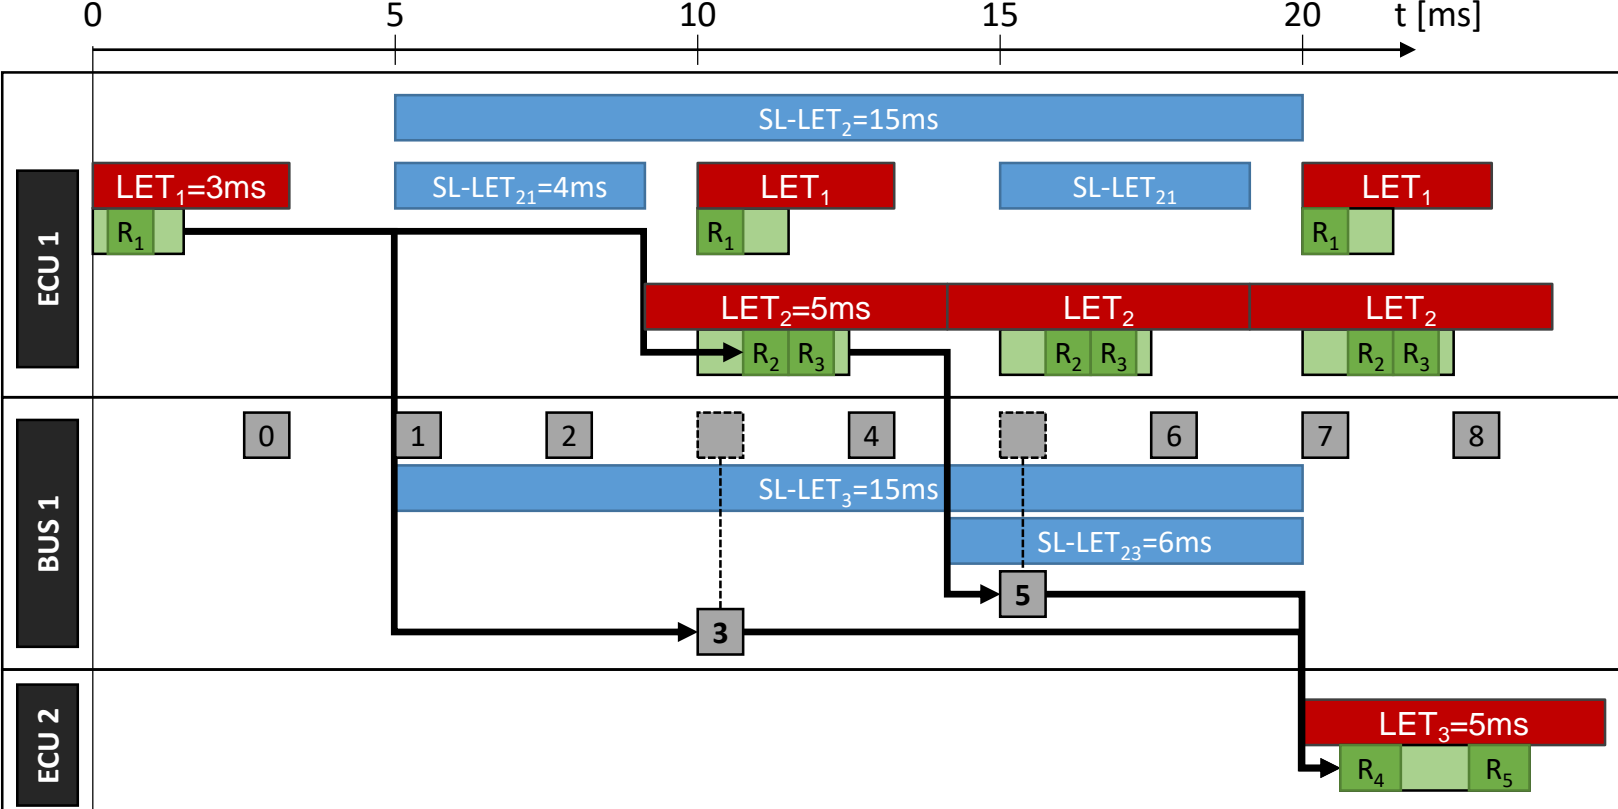 0 5 10 15 20 t [ms]
SL-LET₂=15ms
LET₁=3ms SL-LET₂₁=4ms LET₁ SL-LET₂₁ LET₁
R₁ R₁ R₁
ECU 1
LET₂=5ms LET₂ LET₂
R₂ R₃ R₂ R₃ R₂ R₃
0 1 2 4 6 7 8
SL-LET₃=15ms
BUS 1
SL-LET₂₃=6ms
5
3
ECU 2
LET₃=5ms
R₄ R₅